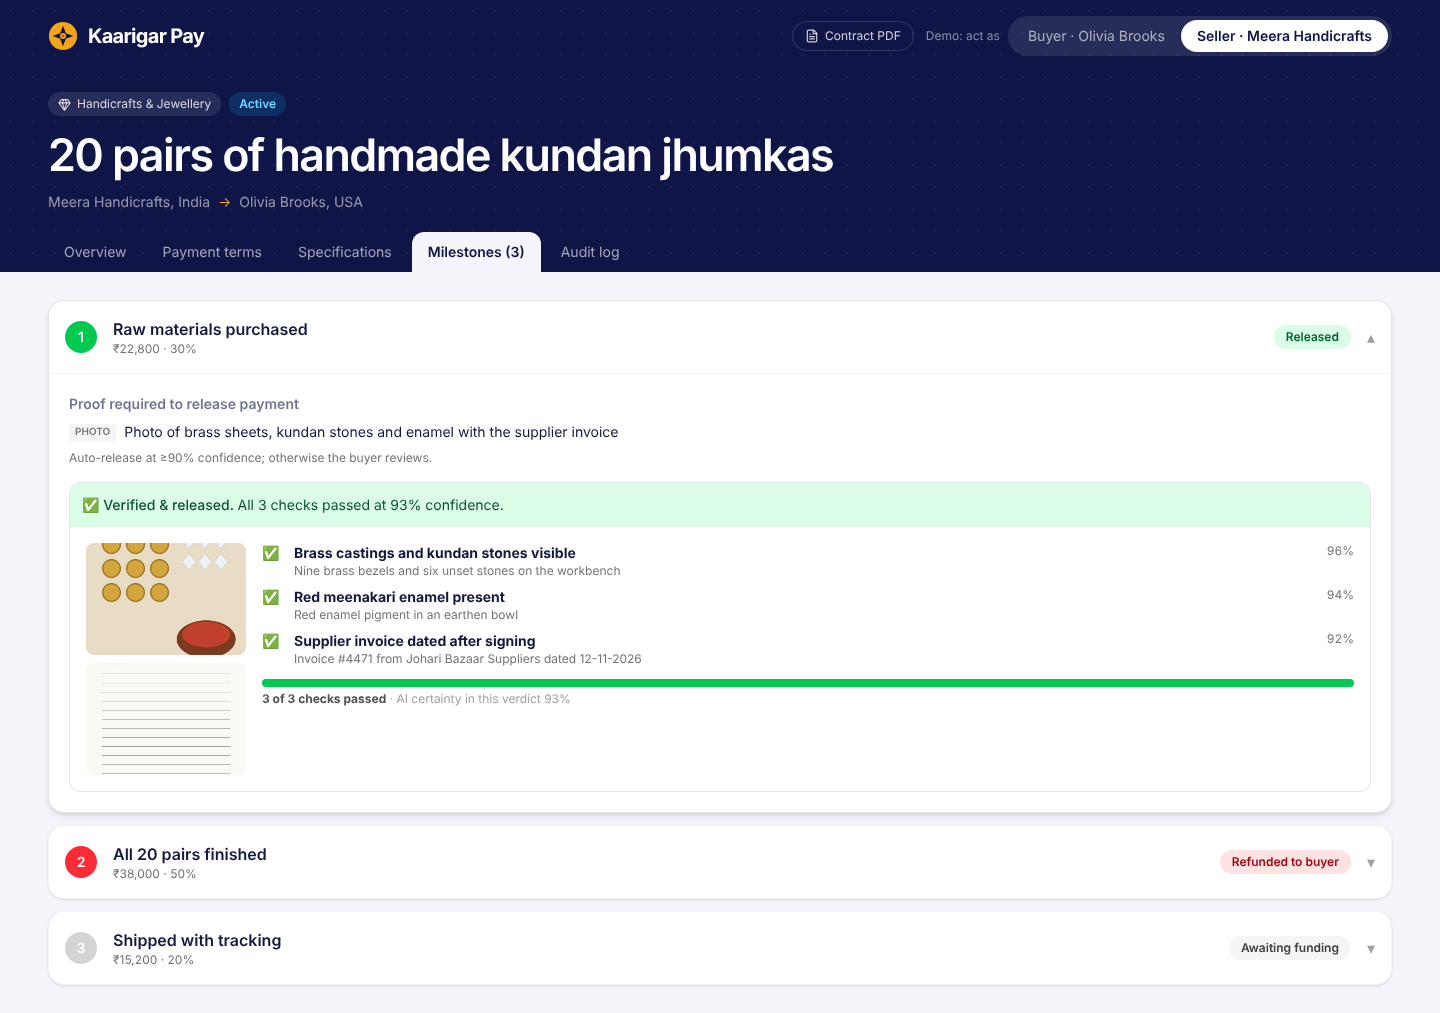 Kaarigar Pay
Contract PDF
Demo: act as
Buyer · Olivia Brooks
Seller · Meera Handicrafts
Handicrafts & Jewellery
Active
20 pairs of handmade kundan jhumkas
Meera Handicrafts, India → Olivia Brooks, USA
Overview
Payment terms
Specifications
Milestones (3)
Audit log
1
Raw materials purchased
₹22,800 · 30%
Released
Proof required to release payment
PHOTO Photo of brass sheets, kundan stones and enamel with the supplier invoice
Auto-release at ≥90% confidence; otherwise the buyer reviews.
✅ Verified & released. All 3 checks passed at 93% confidence.
✅ Brass castings and kundan stones visible 96%
Nine brass bezels and six unset stones on the workbench
✅ Red meenakari enamel present 94%
Red enamel pigment in an earthen bowl
✅ Supplier invoice dated after signing 92%
Invoice #4471 from Johari Bazaar Suppliers dated 12-11-2026
3 of 3 checks passed · AI certainty in this verdict 93%
2
All 20 pairs finished
₹38,000 · 50%
Refunded to buyer
3
Shipped with tracking
₹15,200 · 20%
Awaiting funding